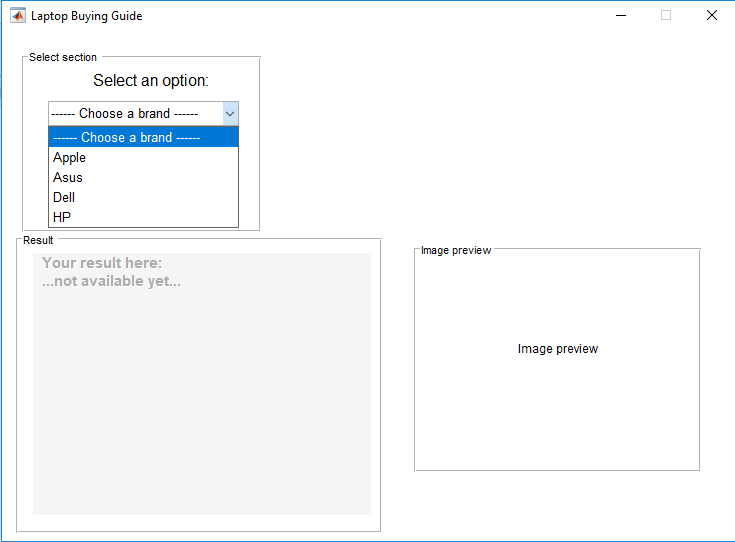 Laptop Buying Guide
Select section
Select an option:
------ Choose a brand ------
------ Choose a brand ------
Apple
Asus
Dell
HP
Result
Your result here:
...not available yet...
Image preview
Image preview